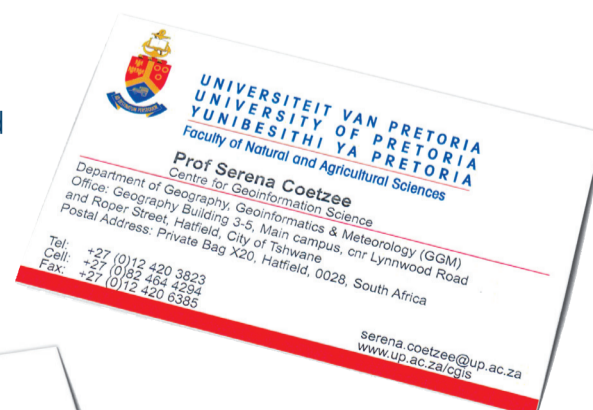 UNIVERSITEIT VAN PRETORIA
UNIVERSITY OF PRETORIA
YUNIBESITHI YA PRETORIA
Faculty of Natural and Agricultural Sciences
Prof Serena Coetzee
Centre for Geoinformation Science
Department of Geography, Geoinformatics & Meteorology (GGM)
Office: Geography Building 3-5, Main campus, cnr Lynnwood Road
and Roper Street, Hatfield, City of Tshwane
Postal Address: Private Bag X20, Hatfield, 0028, South Africa
Tel: +27 (0)12 420 3823
Cell: +27 (0)82 464 4294
Fax: +27 (0)12 420 6385
serena.coetzee@up.ac.za
www.up.ac.za/cgis